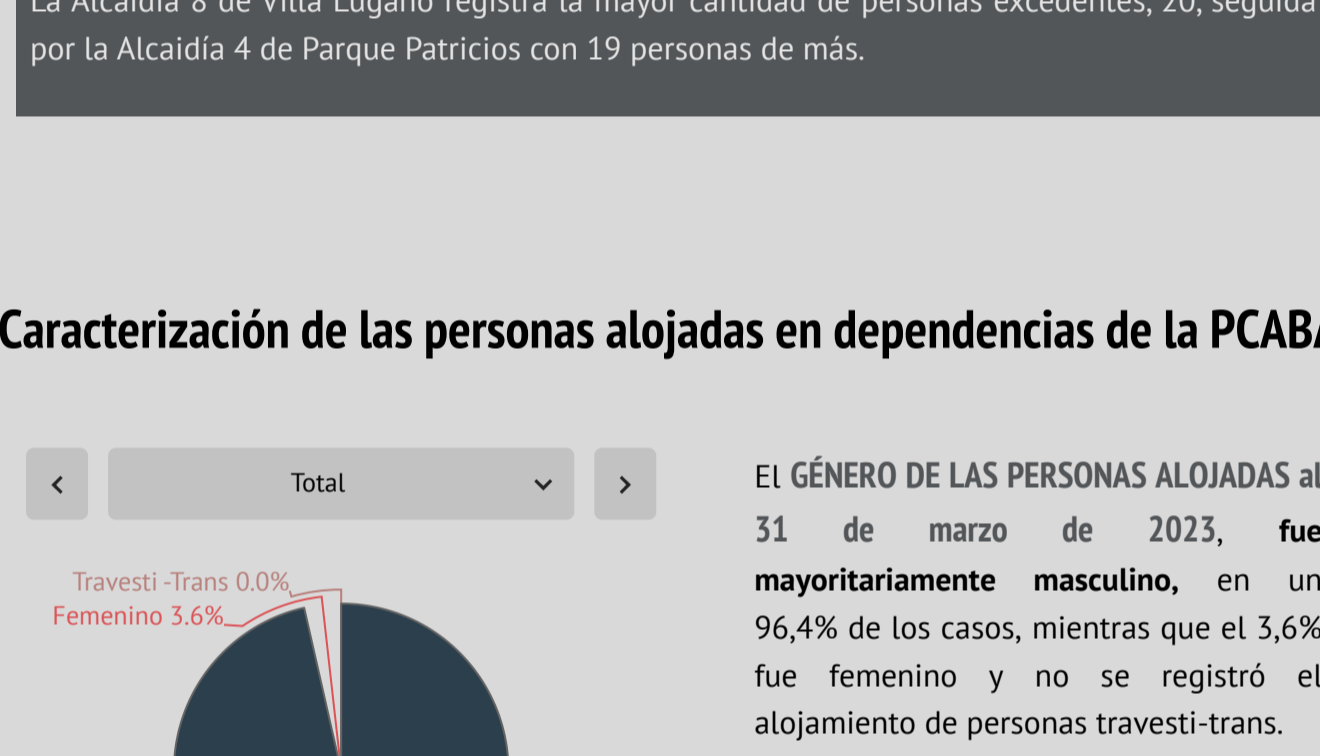 La Alcaidía 8 de Villa Lugano registra la mayor cantidad de personas excedentes, 20, seguida
por la Alcaidía 4 de Parque Patricios con 19 personas de más.
Caracterización de las personas alojadas en dependencias de la PCABA
Total
Travesti -Trans 0.0%
Femenino 3.6%
El GÉNERO DE LAS PERSONAS ALOJADAS al
31 de marzo de 2023, fue
mayoritariamente masculino, en un
96,4% de los casos, mientras que el 3,6%
fue femenino y no se registró el
alojamiento de personas travesti-trans.